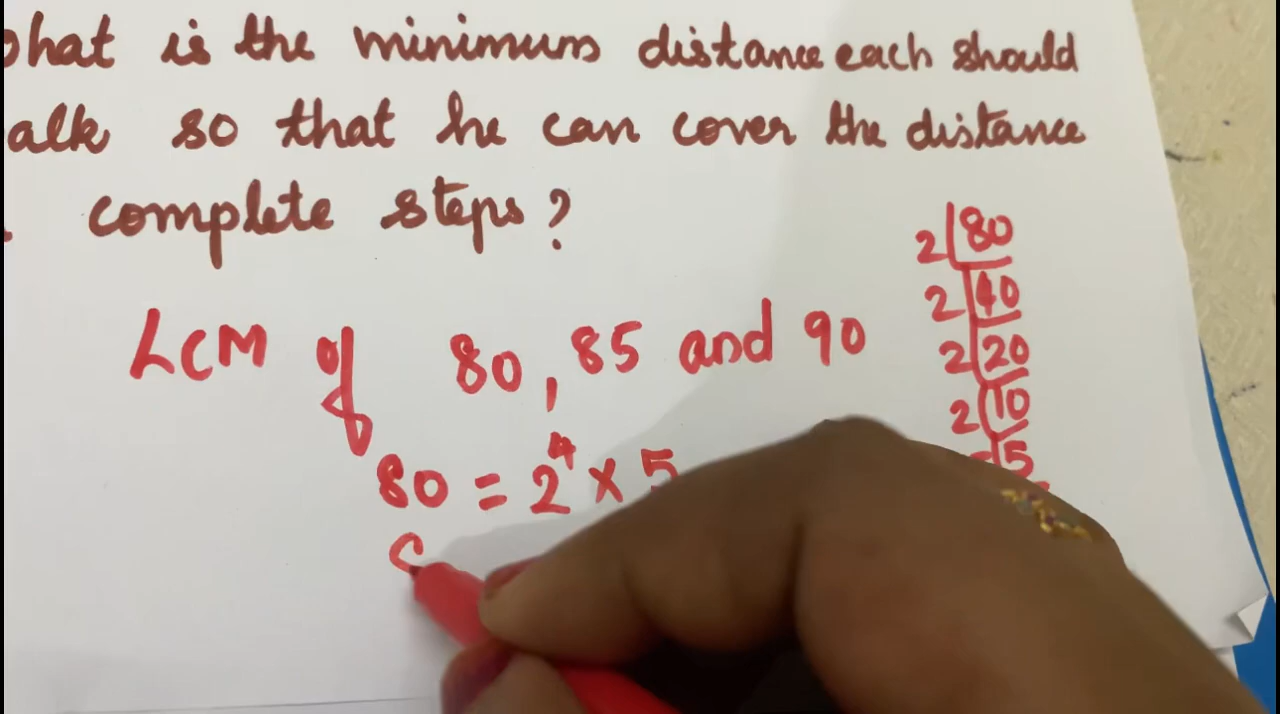 hat is the minimum distance each should
alk so that he can cover the distance
complete steps?
2 80
2 40
LCM of 80, 85 and 90
2 20
2 10
5
80 = 2⁴ × 5